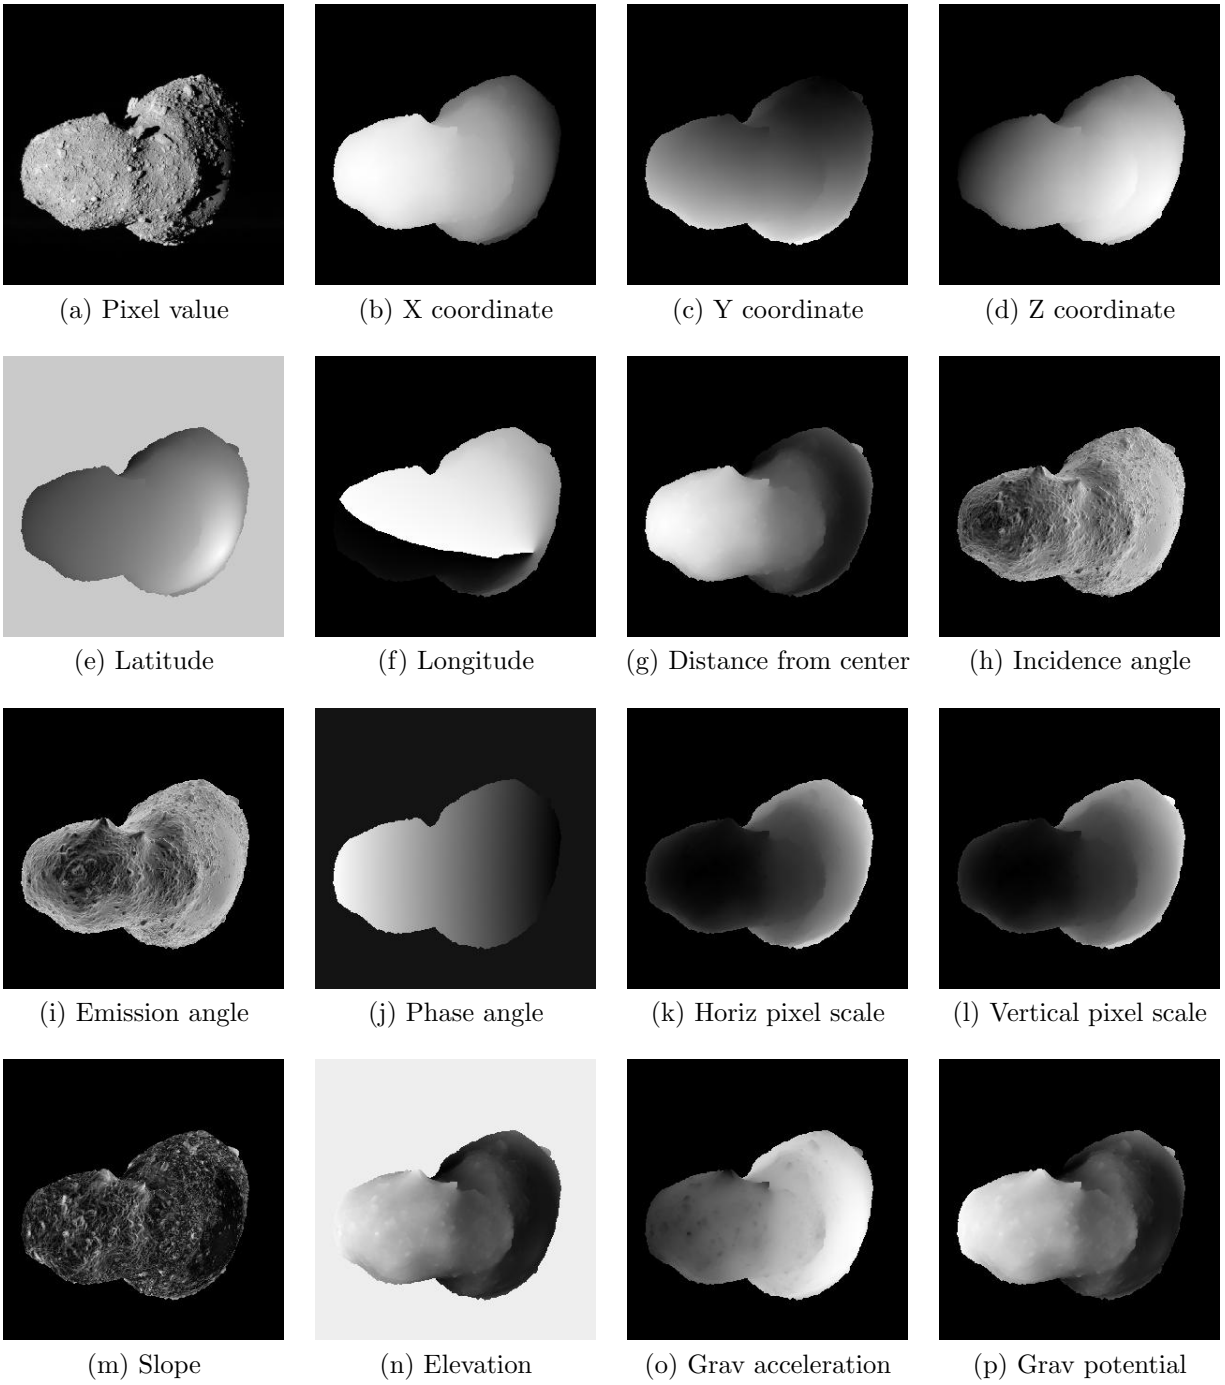 (a) Pixel value
(b) X coordinate
(c) Y coordinate
(d) Z coordinate
(e) Latitude
(f) Longitude
(g) Distance from center
(h) Incidence angle
(i) Emission angle
(j) Phase angle
(k) Horiz pixel scale
(l) Vertical pixel scale
(m) Slope
(n) Elevation
(o) Grav acceleration
(p) Grav potential